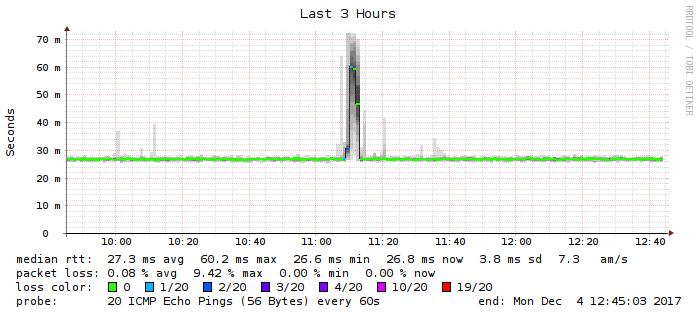 Last 3 Hours
RRDTOOL / TOBI OETIKER
Seconds
70 m
60 m
50 m
40 m
30 m
20 m
10 m
0
10:00 10:20 10:40 11:00 11:20 11:40 12:00 12:20 12:40
median rtt: 27.3 ms avg 60.2 ms max 26.6 ms min 26.8 ms now 3.8 ms sd 7.3 am/s
packet loss: 0.08 % avg 9.42 % max 0.00 % min 0.00 % now
loss color: 0 1/20 2/20 3/20 4/20 10/20 19/20
probe: 20 ICMP Echo Pings (56 Bytes) every 60s end: Mon Dec 4 12:45:03 2017